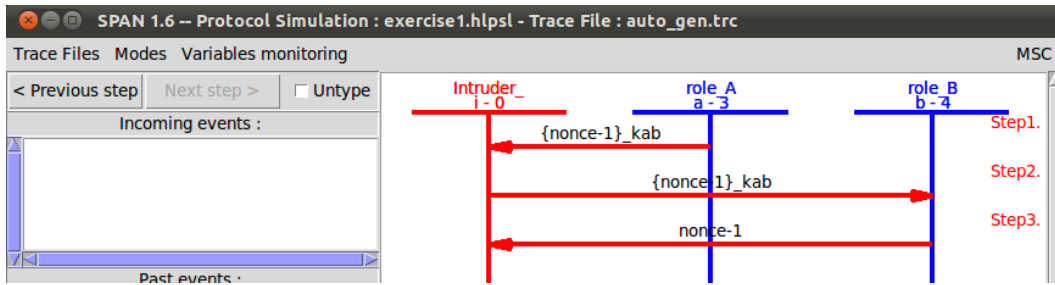 SPAN 1.6 -- Protocol Simulation : exercise1.hlpsl - Trace File : auto_gen.trc
Trace Files Modes Variables monitoring MSC
< Previous step Next step > Untype
Incoming events :
Past events :
Intruder_ role_A role_B
i - 0 a - 3 b - 4
Step1.
{nonce-1}_kab
Step2.
{nonce-1}_kab
Step3.
nonce-1